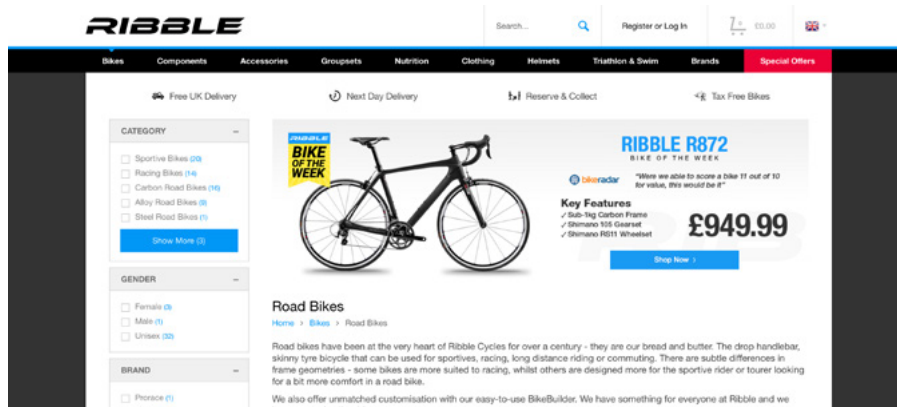 RIBBLE
Search...
Register or Log In
£0.00
Bikes Components Accessories Groupsets Nutrition Clothing Helmets Triathlon & Swim Brands Special Offers
Free UK Delivery Next Day Delivery Reserve & Collect Tax Free Bikes
CATEGORY
Sportive Bikes (20)
Racing Bikes (14)
Carbon Road Bikes (16)
Alloy Road Bikes (9)
Steel Road Bikes (1)
Show More (3)
GENDER
Female (3)
Male (1)
Unisex (32)
BRAND
Prorace (1)
RIBBLE
BIKE
OF THE
WEEK
RIBBLE R872
BIKE OF THE WEEK
bikeradar
"Were we able to score a bike 11 out of 10
for value, this would be it"
Key Features
✓ Sub-1kg Carbon Frame
✓ Shimano 105 Gearset
✓ Shimano RS11 Wheelset
£949.99
Shop Now >
Road Bikes
Home > Bikes > Road Bikes
Road bikes have been at the very heart of Ribble Cycles for over a century - they are our bread and butter. The drop handlebar,
skinny tyre bicycle that can be used for sportives, racing, long distance riding or commuting. There are subtle differences in
frame geometries - some bikes are more suited to racing, whilst others are designed more for the sportive rider or tourer looking
for a bit more comfort in a road bike.
We also offer unmatched customisation with our easy-to-use BikeBuilder. We have something for everyone at Ribble and we